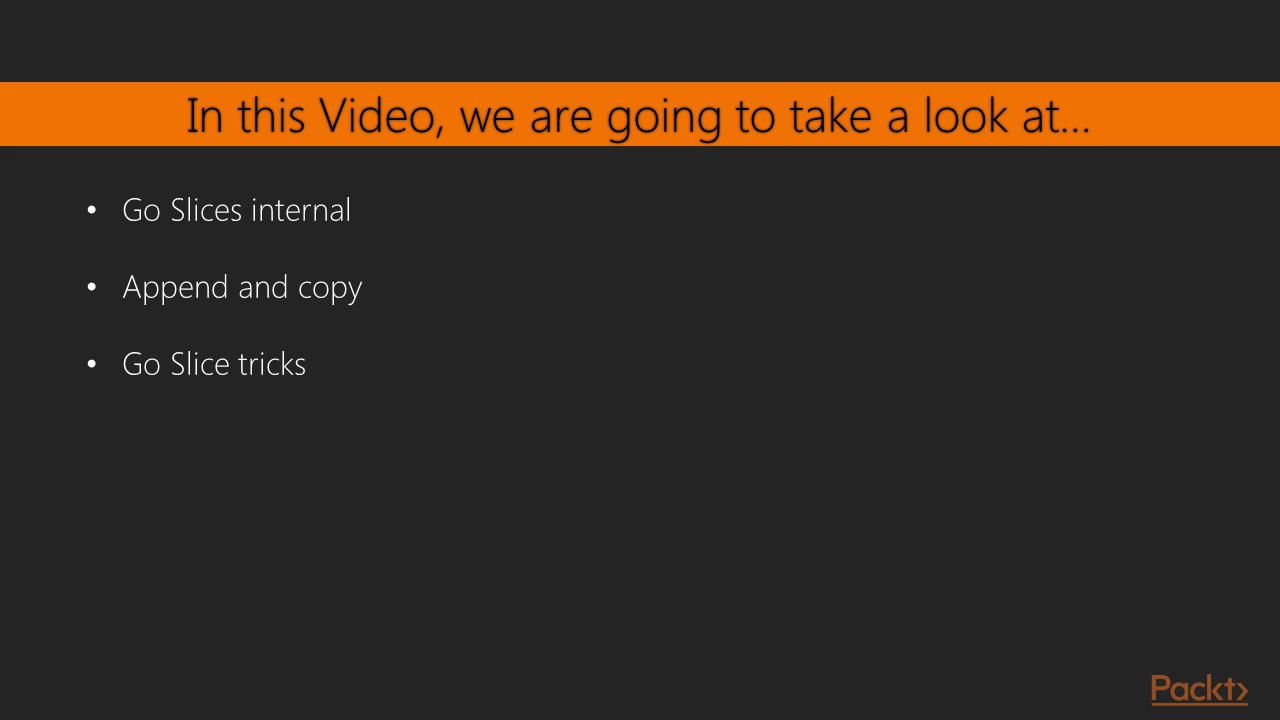 In this Video, we are going to take a look at...
• Go Slices internal
• Append and copy
• Go Slice tricks
Packt>